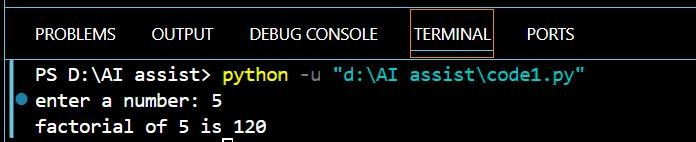 PROBLEMS OUTPUT DEBUG CONSOLE TERMINAL PORTS
PS D:\AI assist> python -u "d:\AI assist\code1.py"
enter a number: 5
factorial of 5 is 120